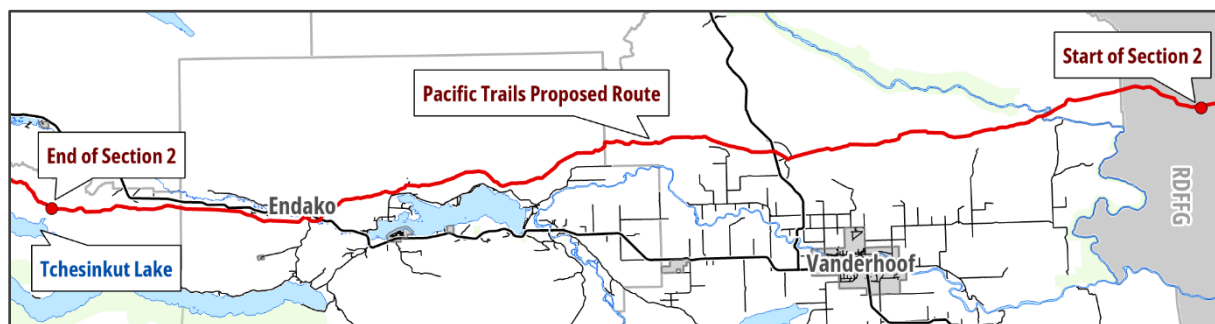 Start of Section 2
Pacific Trails Proposed Route
End of Section 2
RDFFG
Endako
Tchesinkut Lake
Vanderhoof